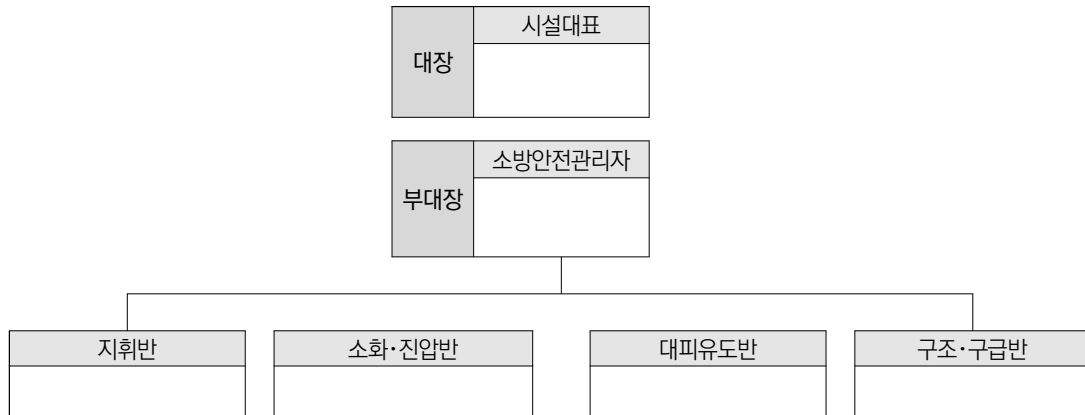 시설대표
대장
소방안전관리자
부대장
지휘반
소화·진압반
대피유도반
구조·구급반